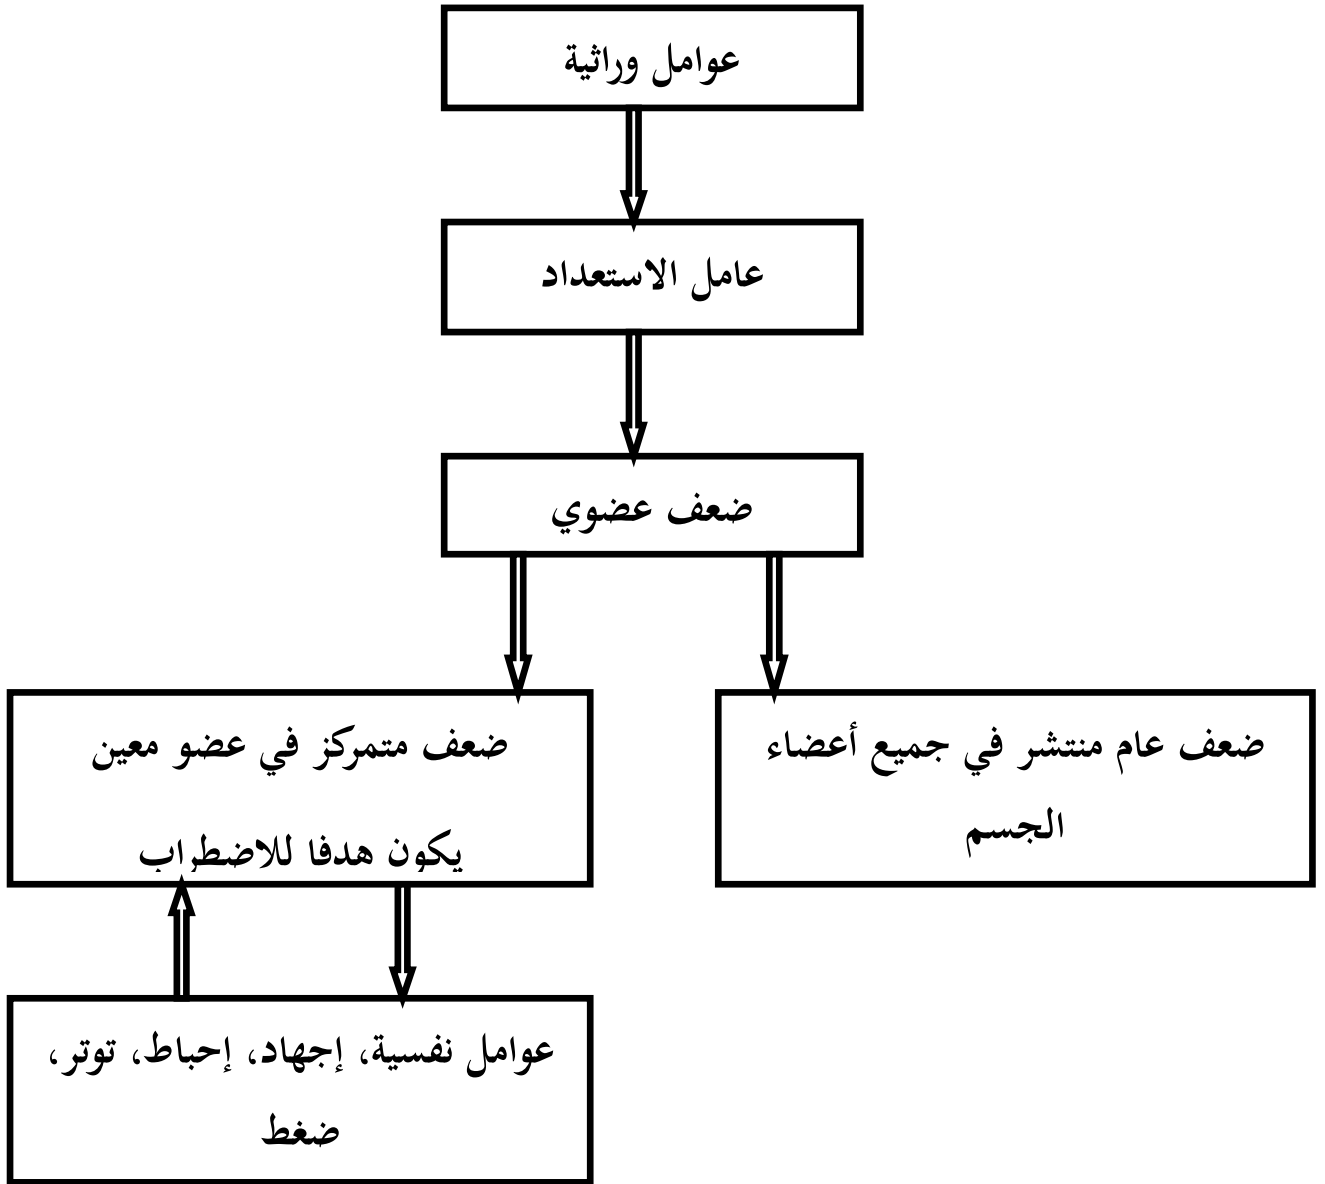 عوامل وراثية
عامل الاستعداد
ضعف عضوي
ضعف عام منتشر في جميع أعضاء
الجسم
ضعف متمركز في عضو معين
يكون هدفا للاضطراب
عوامل نفسية، إجهاد، إحباط، توتر،
ضغط